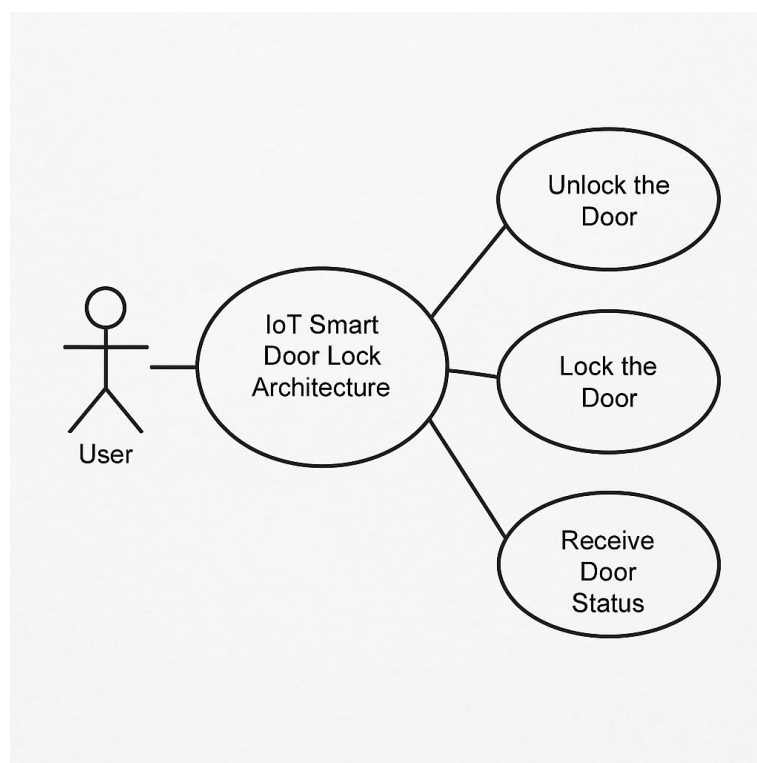 User
IoT Smart
Door Lock
Architecture
Unlock the
Door
Lock the
Door
Receive
Door
Status